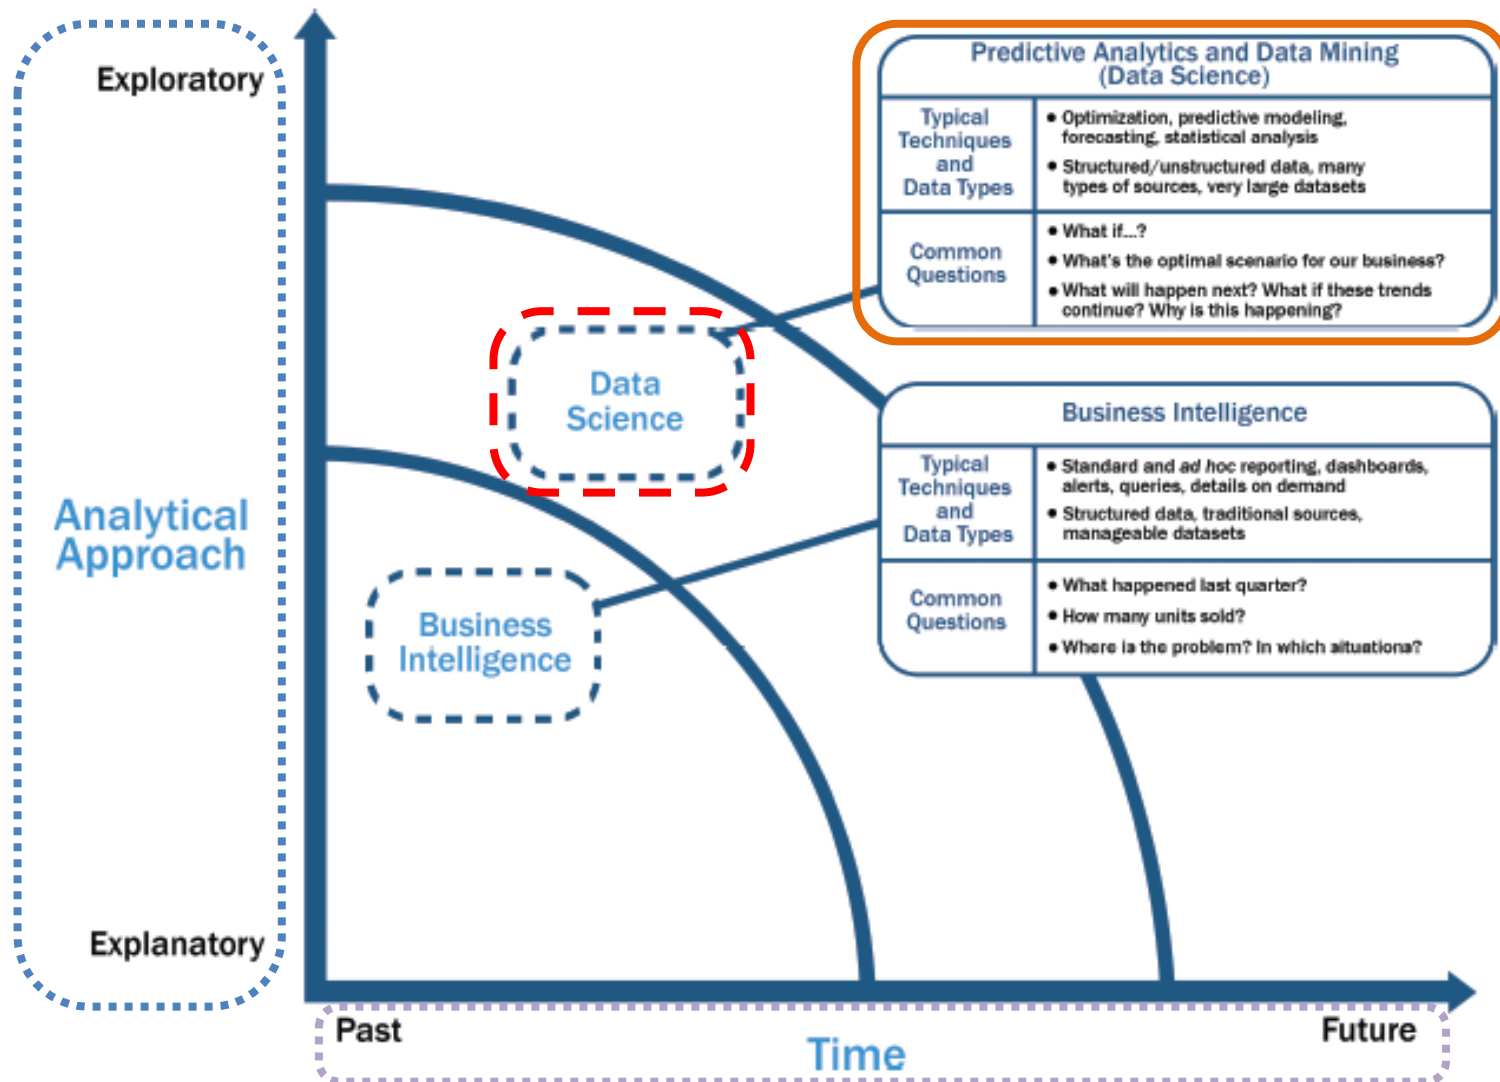 Exploratory
Analytical
Approach
Explanatory
Data
Science
Business
Intelligence
Predictive Analytics and Data Mining
(Data Science)
Typical
Techniques
and
Data Types
• Optimization, predictive modeling,
forecasting, statistical analysis
• Structured/unstructured data, many
types of sources, very large datasets
Common
Questions
• What if...?
• What's the optimal scenario for our business?
• What will happen next? What if these trends
continue? Why is this happening?
Business Intelligence
Typical
Techniques
and
Data Types
• Standard and ad hoc reporting, dashboards,
alerts, queries, details on demand
• Structured data, traditional sources,
manageable datasets
Common
Questions
• What happened last quarter?
• How many units sold?
• Where is the problem? In which situations?
Past
Time
Future